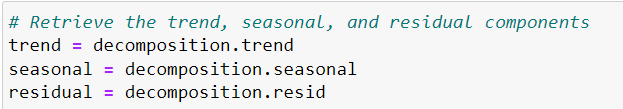 # Retrieve the trend, seasonal, and residual components
trend = decomposition.trend
seasonal = decomposition.seasonal
residual = decomposition.resid